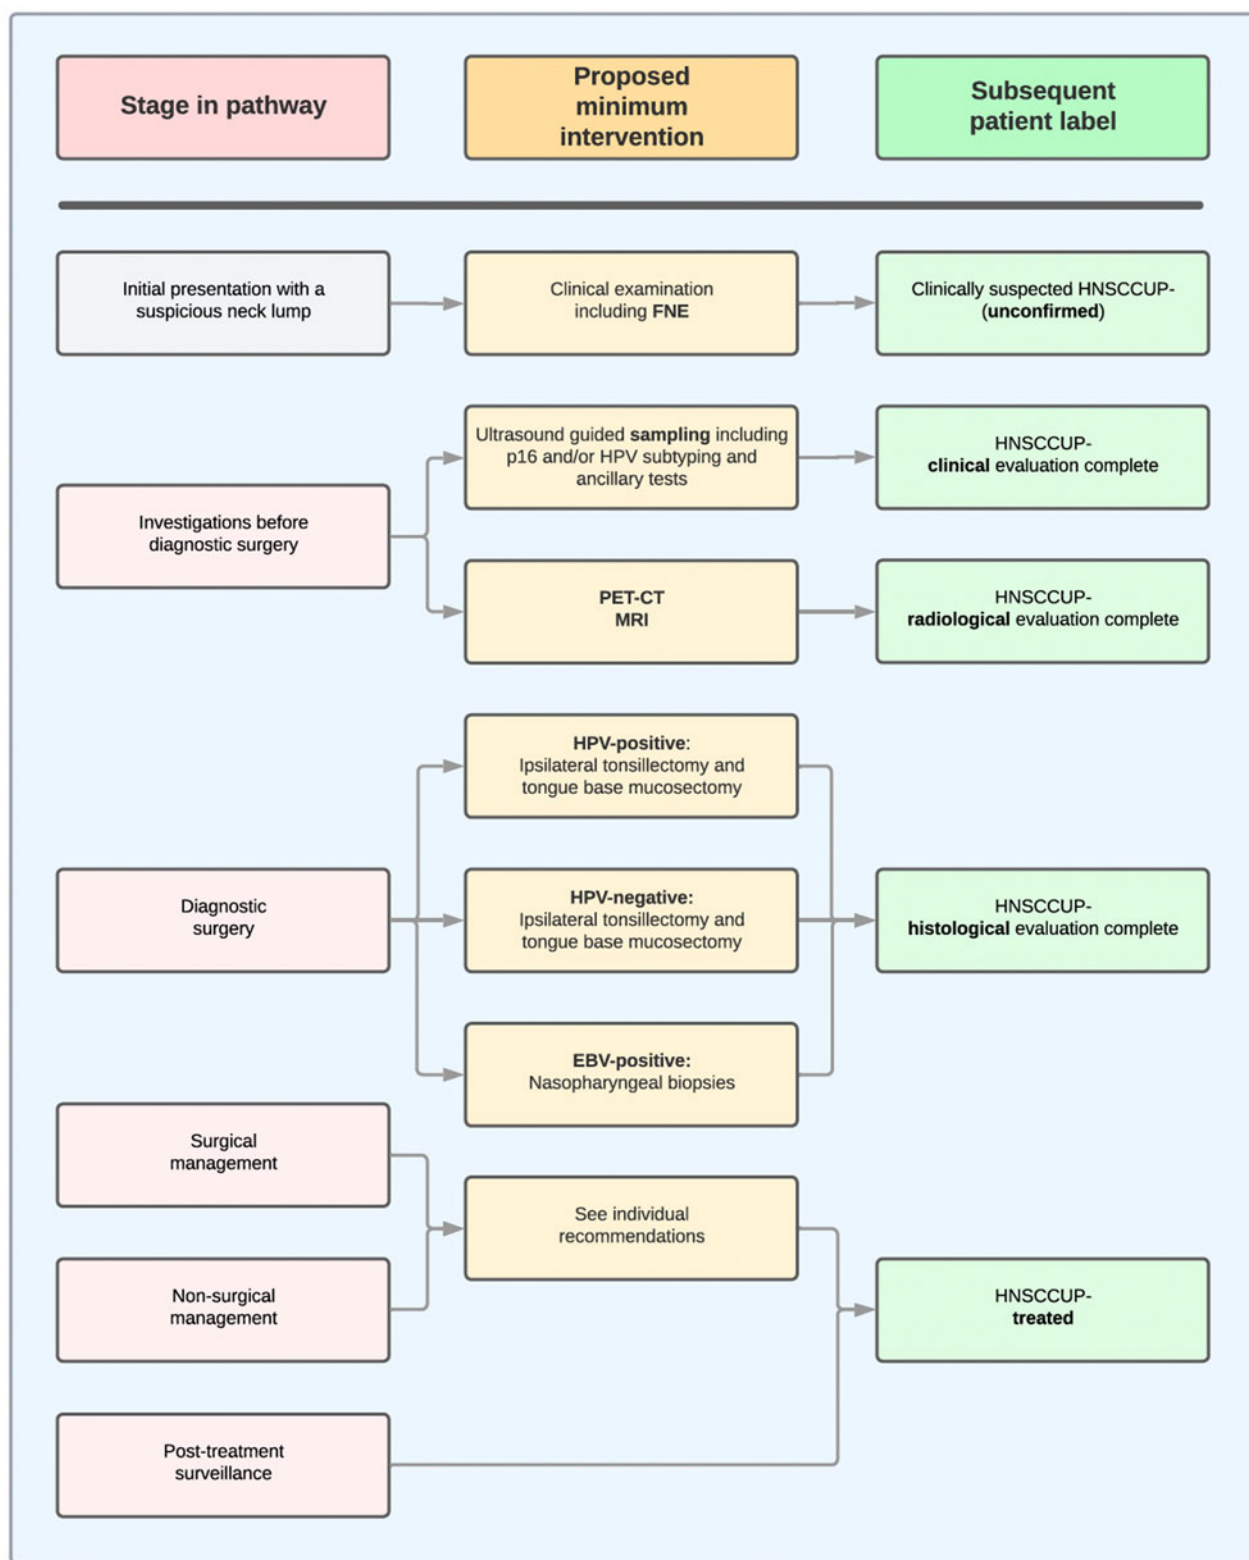 Stage in pathway
Proposed
minimum
intervention
Subsequent
patient label
Initial presentation with a
suspicious neck lump
Clinical examination
including FNE
Clinically suspected HNSCCUP-
(unconfirmed)
Investigations before
diagnostic surgery
Ultrasound guided sampling including
p16 and/or HPV subtyping and
ancillary tests
HNSCCUP-
clinical evaluation complete
PET-CT
MRI
HNSCCUP-
radiological evaluation complete
Diagnostic
surgery
HPV-positive:
Ipsilateral tonsillectomy and
tongue base mucosectomy
HPV-negative:
Ipsilateral tonsillectomy and
tongue base mucosectomy
EBV-positive:
Nasopharyngeal biopsies
HNSCCUP-
histological evaluation complete
Surgical
management
Non-surgical
management
See individual
recommendations
HNSCCUP-
treated
Post-treatment
surveillance